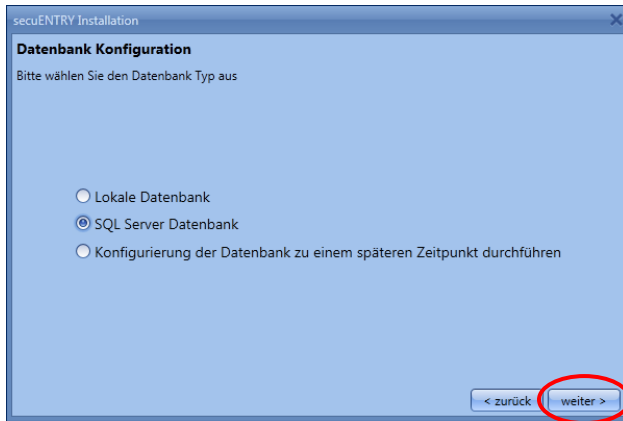 secuENTRY Installation
Datenbank Konfiguration
Bitte wählen Sie den Datenbank Typ aus
Lokale Datenbank
SQL Server Datenbank
Konfigurierung der Datenbank zu einem späteren Zeitpunkt durchführen
< zurück
weiter >